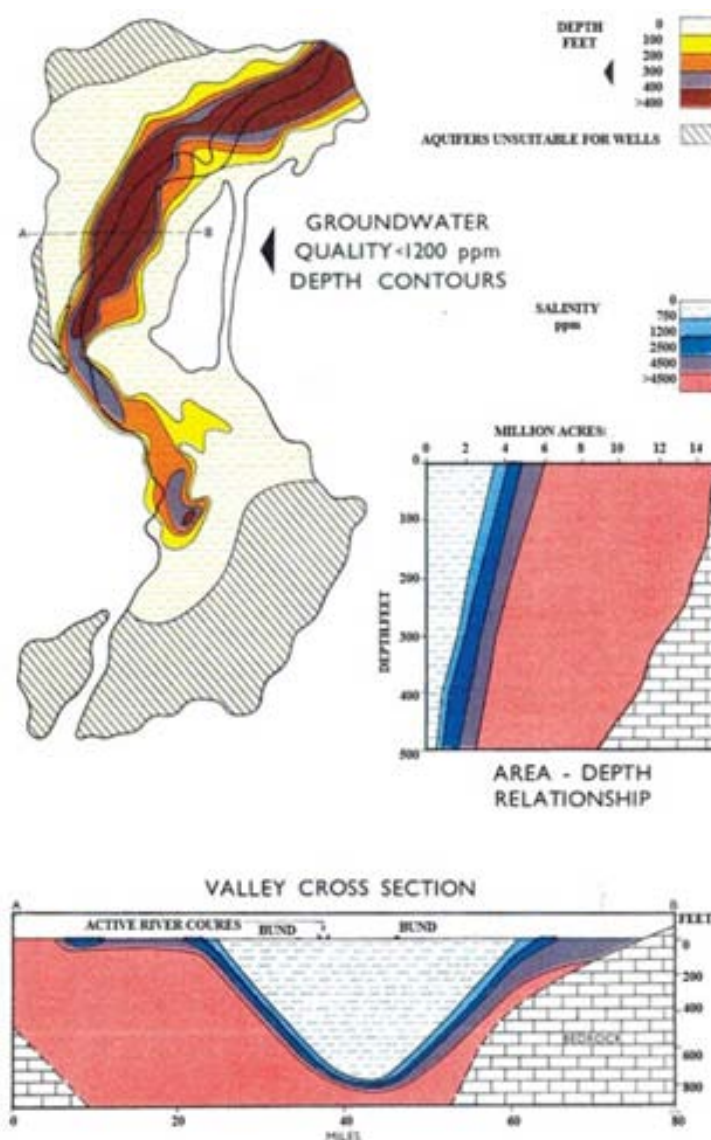 DEPTH
FEET
0
100
200
300
400
>400
AQUIFERS UNSUITABLE FOR WELLS
A
B
GROUNDWATER
QUALITY<1200 ppm
DEPTH CONTOURS
SALINITY
ppm
0
750
1200
2500
4500
>4500
MILLION ACRES:
0 2 4 6 8 10 12 14
0
100
200
300
400
500
DEPTH.FEET
AREA - DEPTH
RELATIONSHIP
VALLEY CROSS SECTION
A
B
ACTIVE RIVER COURES
BUND
BUND
FEET
0
200
400
600
800
BEDROCK
0 20 40 60 80
MILES